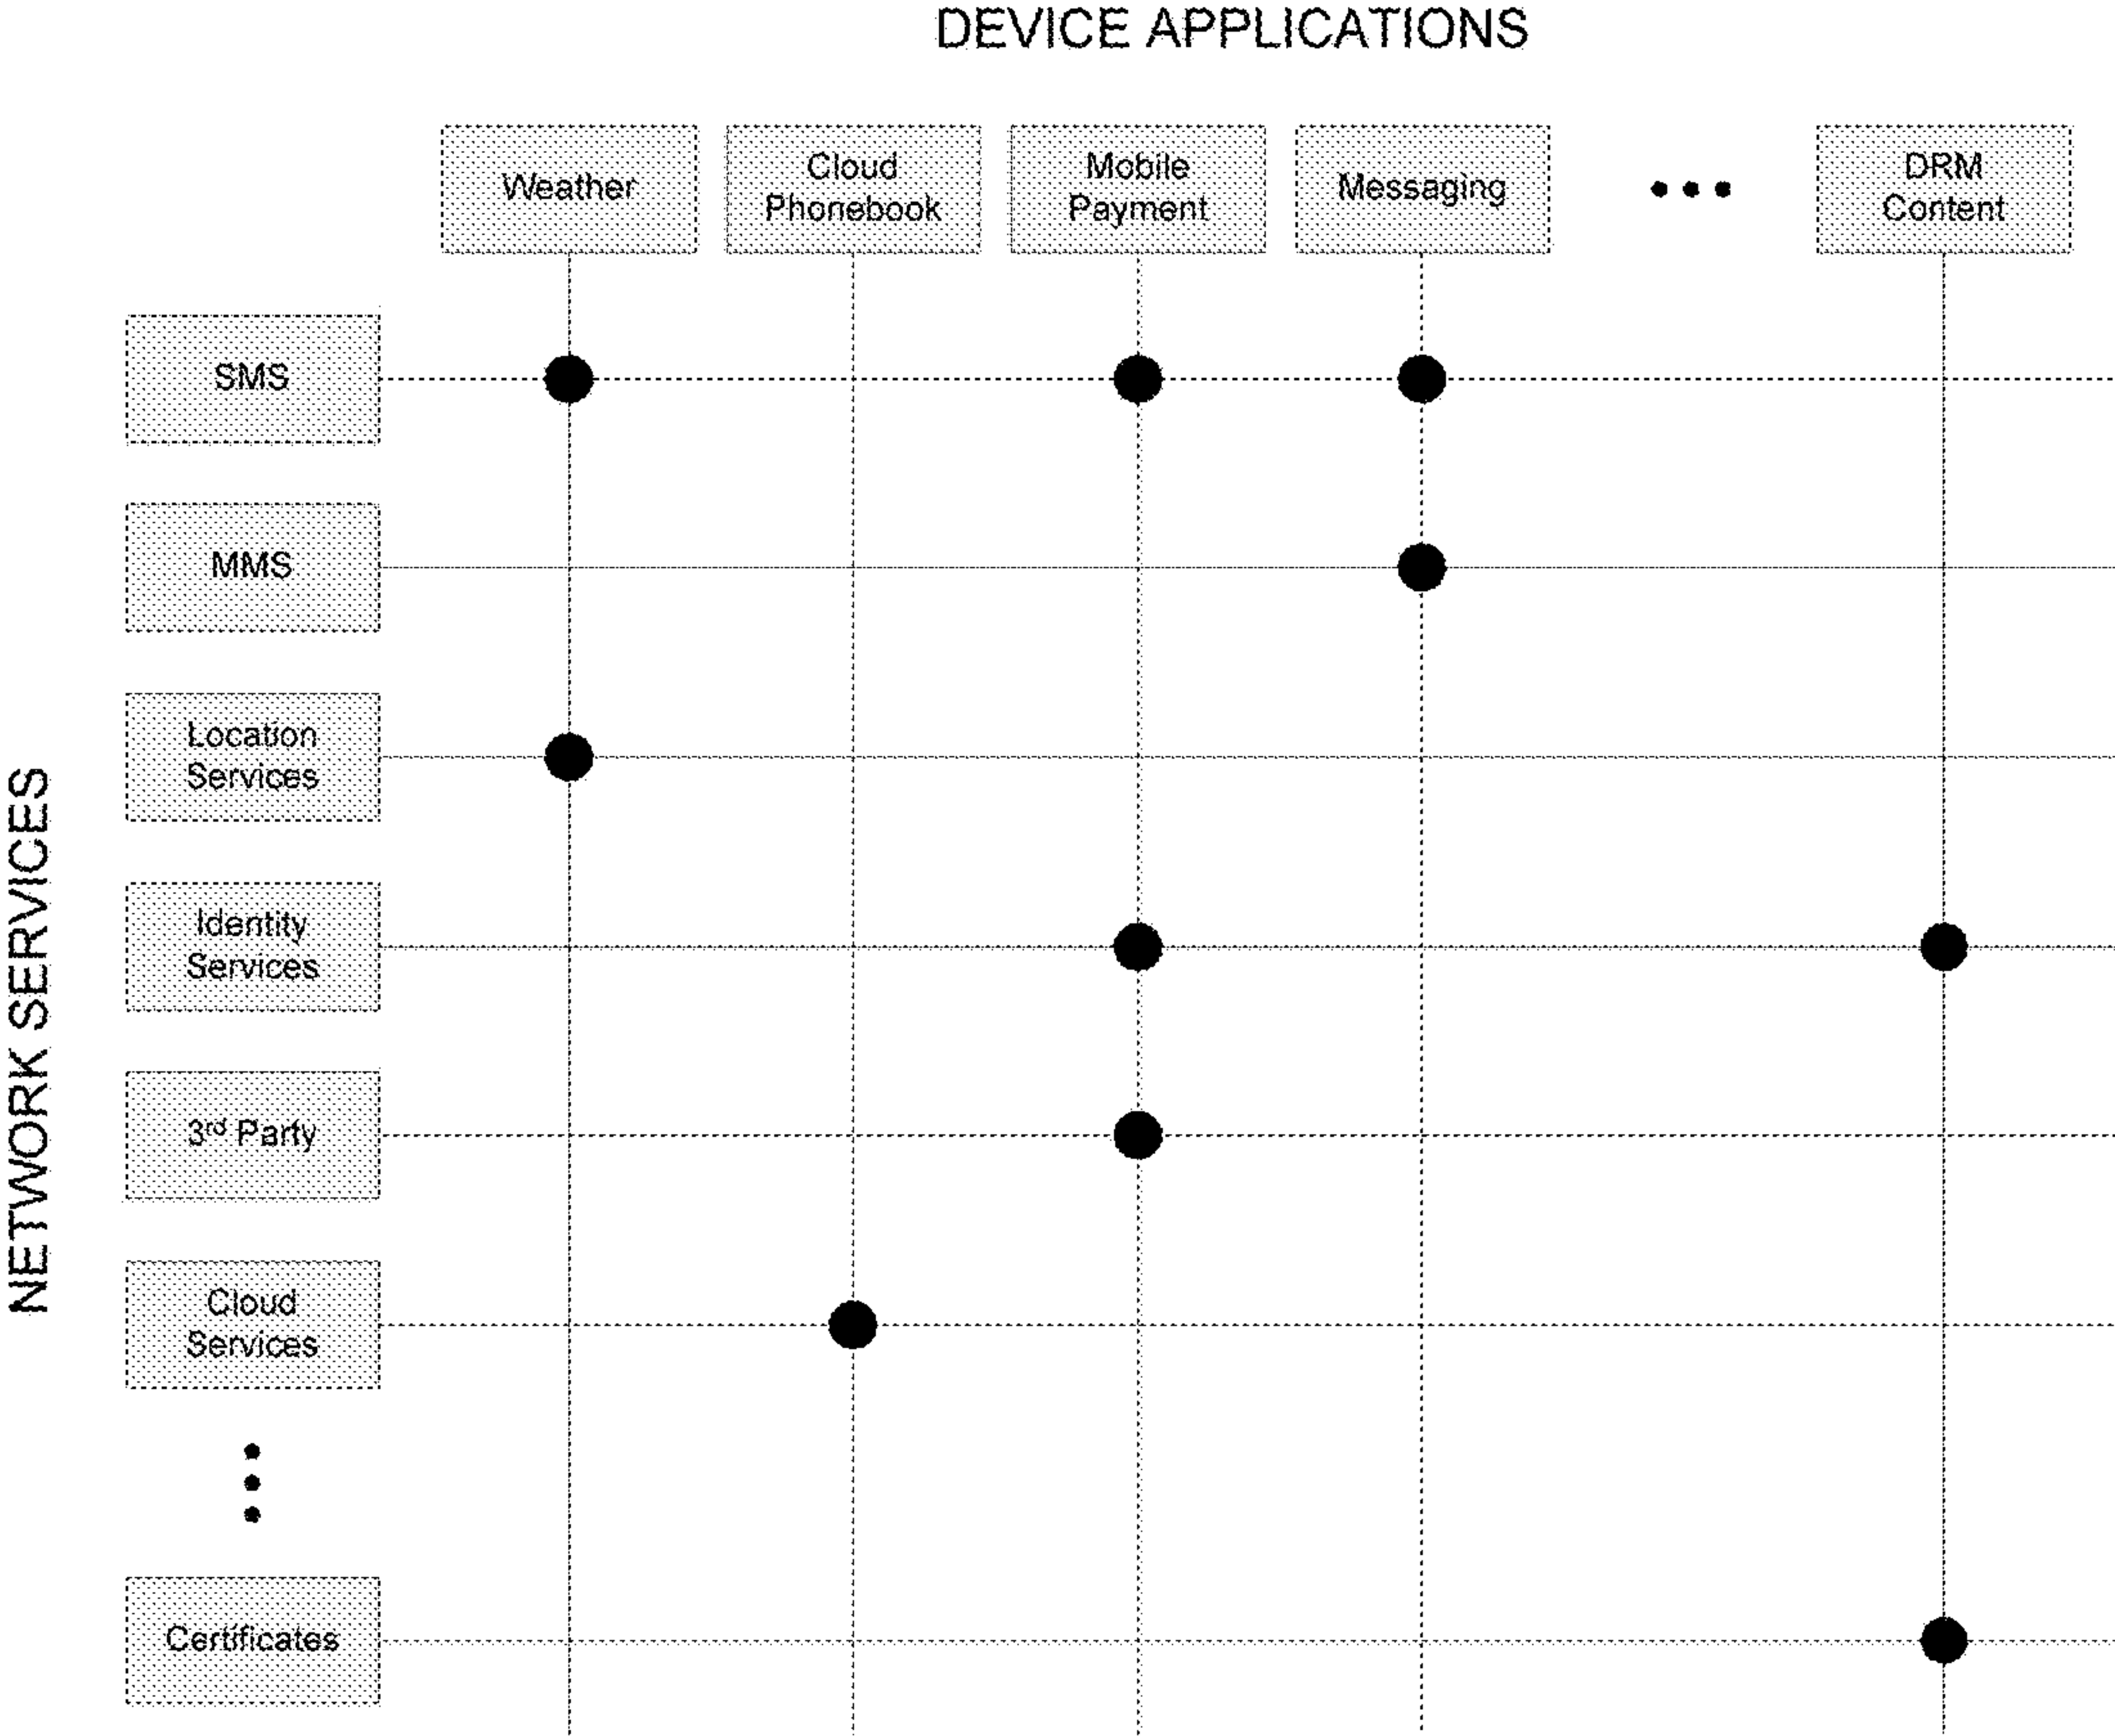 DEVICE APPLICATIONS
Weather
Cloud
Phonebook
Mobile
Payment
Messaging
DRM
Content
NETWORK SERVICES
SMS
MMS
Location
Services
Identity
Services
3rd Party
Cloud
Services
Certificates